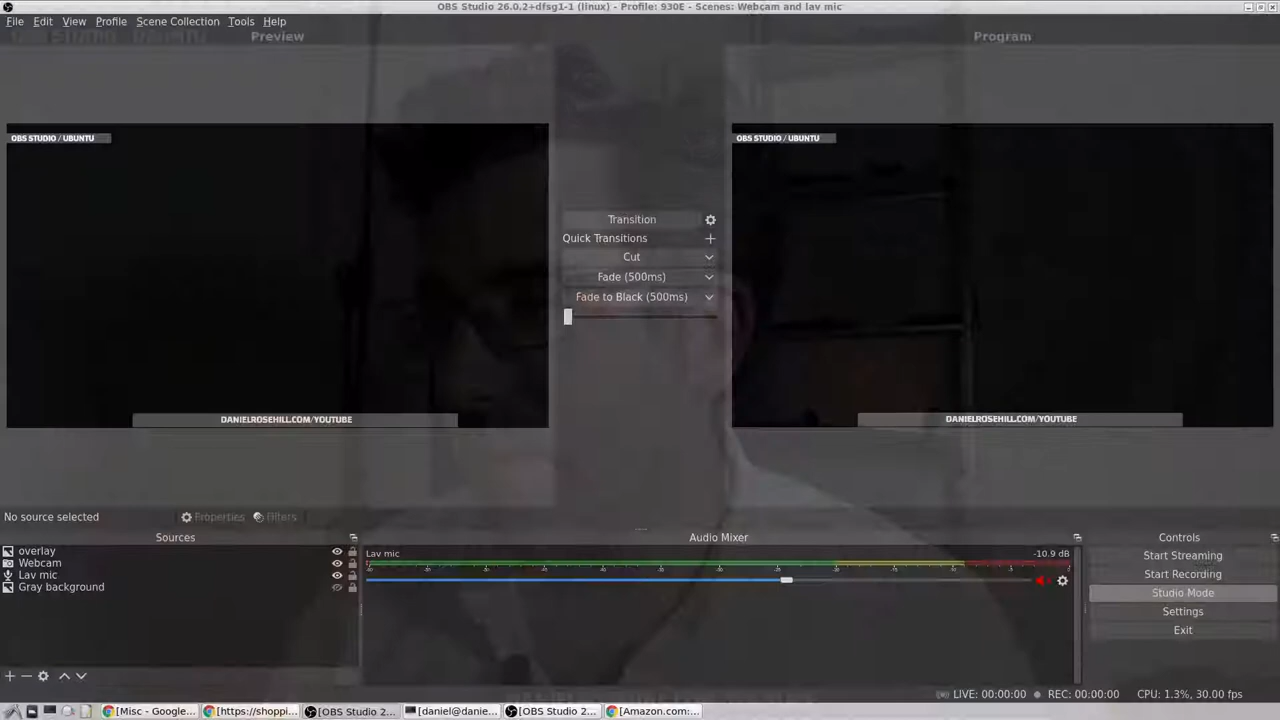 OBS Studio 26.0.2+dfsg1-1 (linux) - Profile: 930E - Scenes: Webcam and lav mic
File Edit View Profile Scene Collection Tools Help
OBS STUDIO UBUNTU
Preview
Program
OBS STUDIO / UBUNTU
OBS STUDIO / UBUNTU
Transition
Quick Transitions
Cut
Fade (500ms)
Fade to Black (500ms)
DANIELROSEHILL.COM/YOUTUBE
DANIELROSEHILL.COM/YOUTUBE
No source selected
Properties
Filters
Sources
Audio Mixer
Controls
overlay
Webcam
Lav mic
Gray background
Lav mic
-10.9 dB
Start Streaming
Start Recording
Studio Mode
Settings
Exit
LIVE: 00:00:00
REC: 00:00:00
CPU: 1.3%, 30.00 fps
[Misc - Google...
[https://shoppi...
[OBS Studio 2...
[daniel@danie...
[OBS Studio 2...
[Amazon.com:...